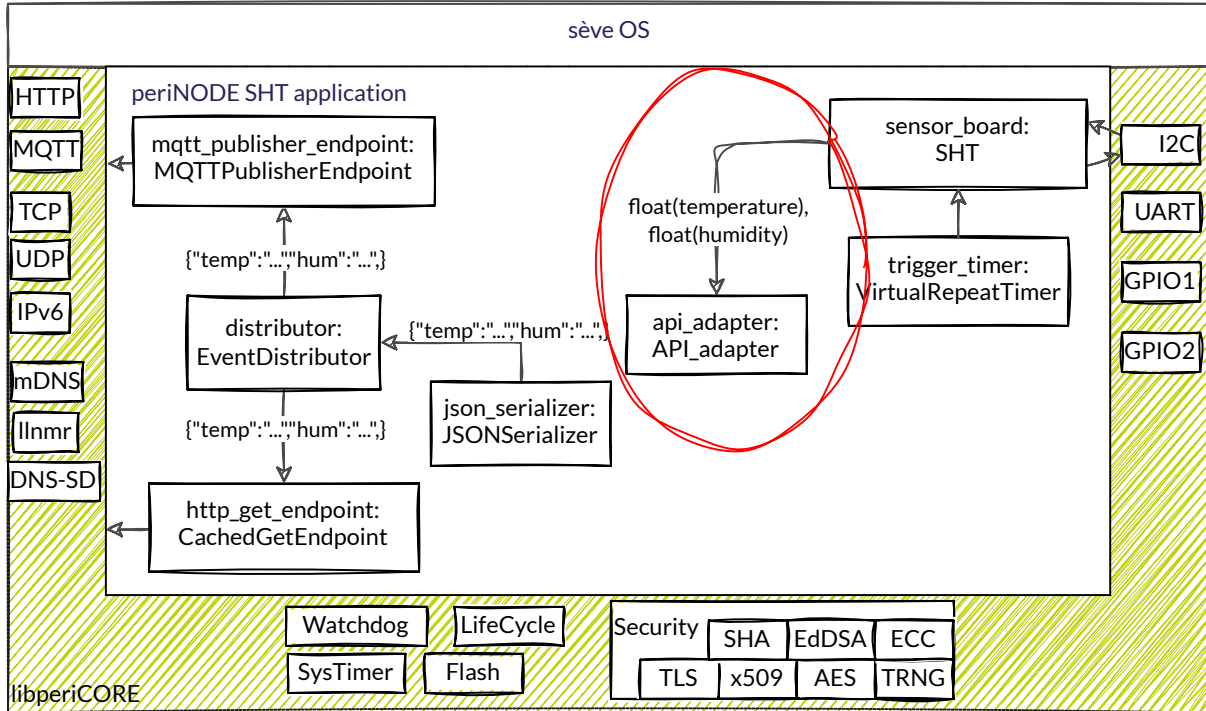 sève OS
HTTP
MQTT
TCP
UDP
IPv6
mDNS
llnmr
DNS-SD
periNODE SHT application
mqtt_publisher_endpoint:
MQTTPublisherEndpoint
{"temp":"...","hum":"...",}
distributor:
EventDistributor
{"temp":"...","hum":"...",}
{"temp":"...","hum":"...",}
json_serializer:
JSONSerializer
http_get_endpoint:
CachedGetEndpoint
float(temperature),
float(humidity)
api_adapter:
API_adapter
sensor_board:
SHT
trigger_timer:
VirtualRepeatTimer
I2C
UART
GPIO1
GPIO2
Watchdog
LifeCycle
SysTimer
Flash
Security
SHA
EdDSA
ECC
TLS
x509
AES
TRNG
libperiCORE